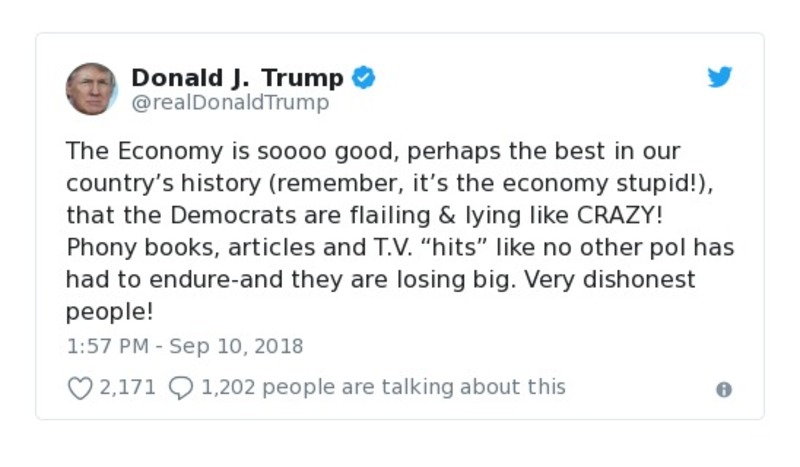 Donald J. Trump
@realDonaldTrump
The Economy is soooo good, perhaps the best in our
country’s history (remember, it’s the economy stupid!),
that the Democrats are flailing & lying like CRAZY!
Phony books, articles and T.V. “hits” like no other pol has
had to endure-and they are losing big. Very dishonest
people!
1:57 PM - Sep 10, 2018
2,171 1,202 people are talking about this